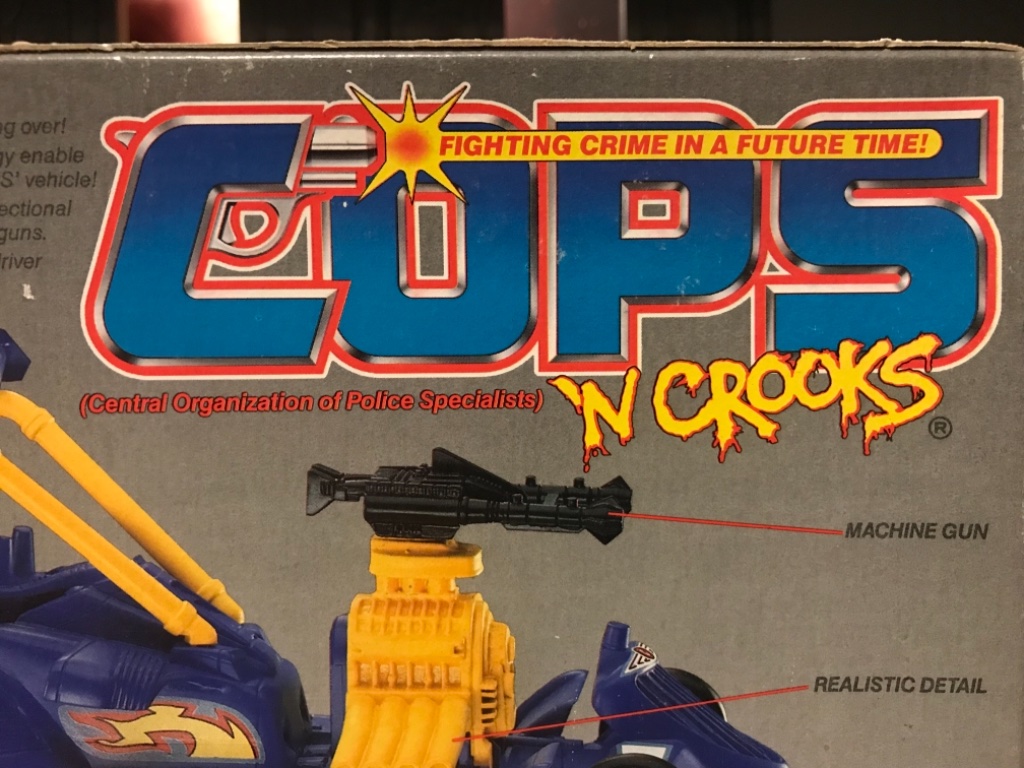 ng over!
gy enable
S' vehicle!
ectional
guns.
driver
FIGHTING CRIME IN A FUTURE TIME!
COPS
(Central Organization of Police Specialists)
'N CROOKS
®
MACHINE GUN
REALISTIC DETAIL